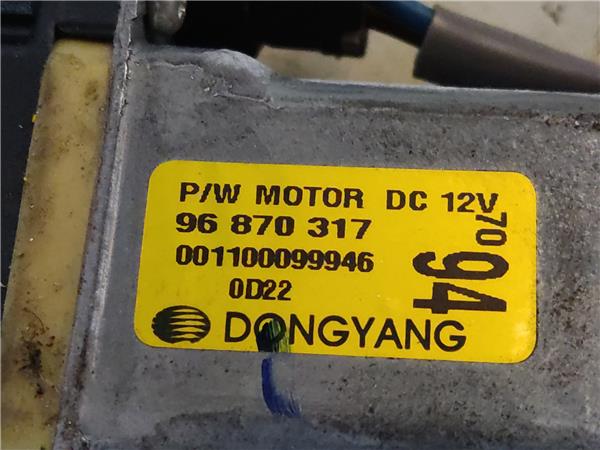 P/W MOTOR DC 12V
96 870 317
001100099946
0D22
DONGYANG
70
94